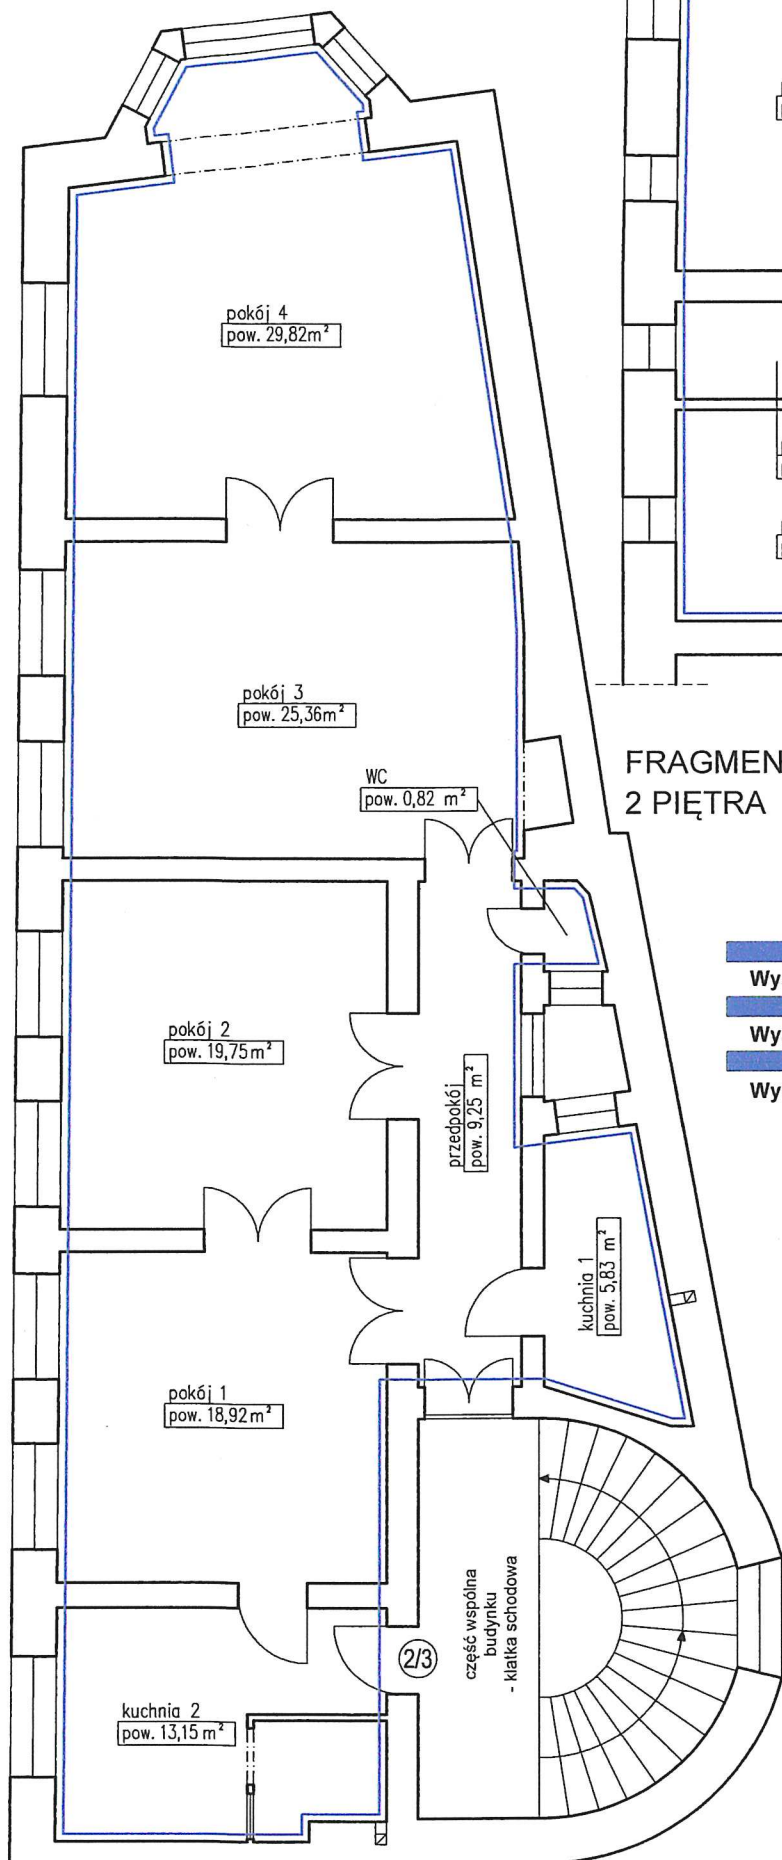 pokój 4
pow. 29,82m²
pokój 3
pow. 25,36m²
WC
pow. 0,82 m²
FRAGMEN
2 PIĘTRA
Wy
Wy
Wy
pokój 2
pow. 19,75m²
przedpokój
pow. 9,25 m²
kuchnia 1
pow. 5,83 m²
pokój 1
pow. 18,92m²
część wspólna
budynku
- klatka schodowa
2/3
kuchnia 2
pow. 13,15m²